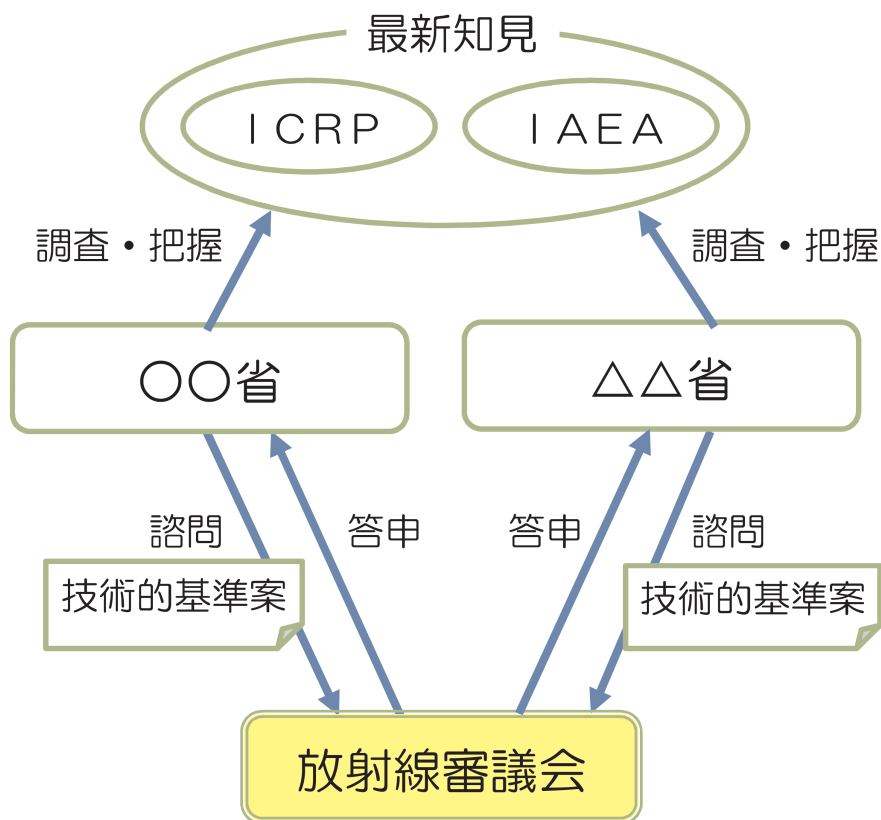 最新知見
ICRP
IAEA
調査・把握
調査・把握
○○省
△△省
諮問
答申
答申
諮問
技術的基準案
技術的基準案
放射線審議会